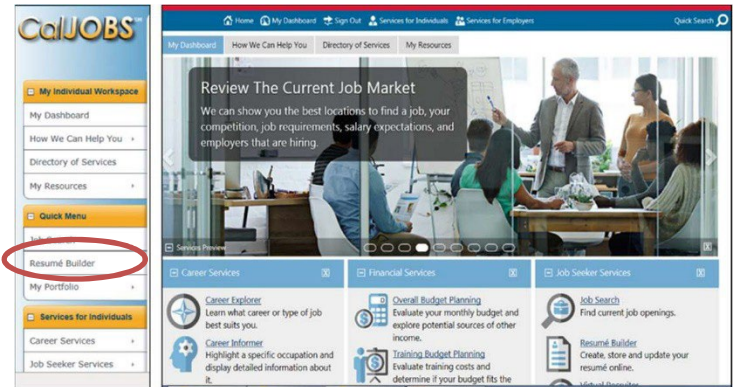 CalJOBS℠
My Individual Workspace
My Dashboard
How We Can Help You
Directory of Services
My Resources
Quick Menu
Job
Resumé Builder
My Portfolio
Services for Individuals
Career Services
Job Seeker Services
Home My Dashboard Sign Out Services for Individuals Services for Employers Quick Search
My Dashboard How We Can Help You Directory of Services My Resources
Review The Current Job Market
We can show you the best locations to find a job, your
competition, job requirements, salary expectations, and
employers that are hiring.
Services Preview
Career Services
Career Explorer
Learn what career or type of job
best suits you.
Career Informer
Highlight a specific occupation and
display detailed information about
it.
Financial Services
Overall Budget Planning
Evaluate your monthly budget and
explore potential sources of other
income.
Training Budget Planning
Evaluate training costs and
determine if your budget fits the
Job Seeker Services
Job Search
Find current job openings.
Resumé Builder
Create, store and update your
resumé online.
Virtual Recruiter